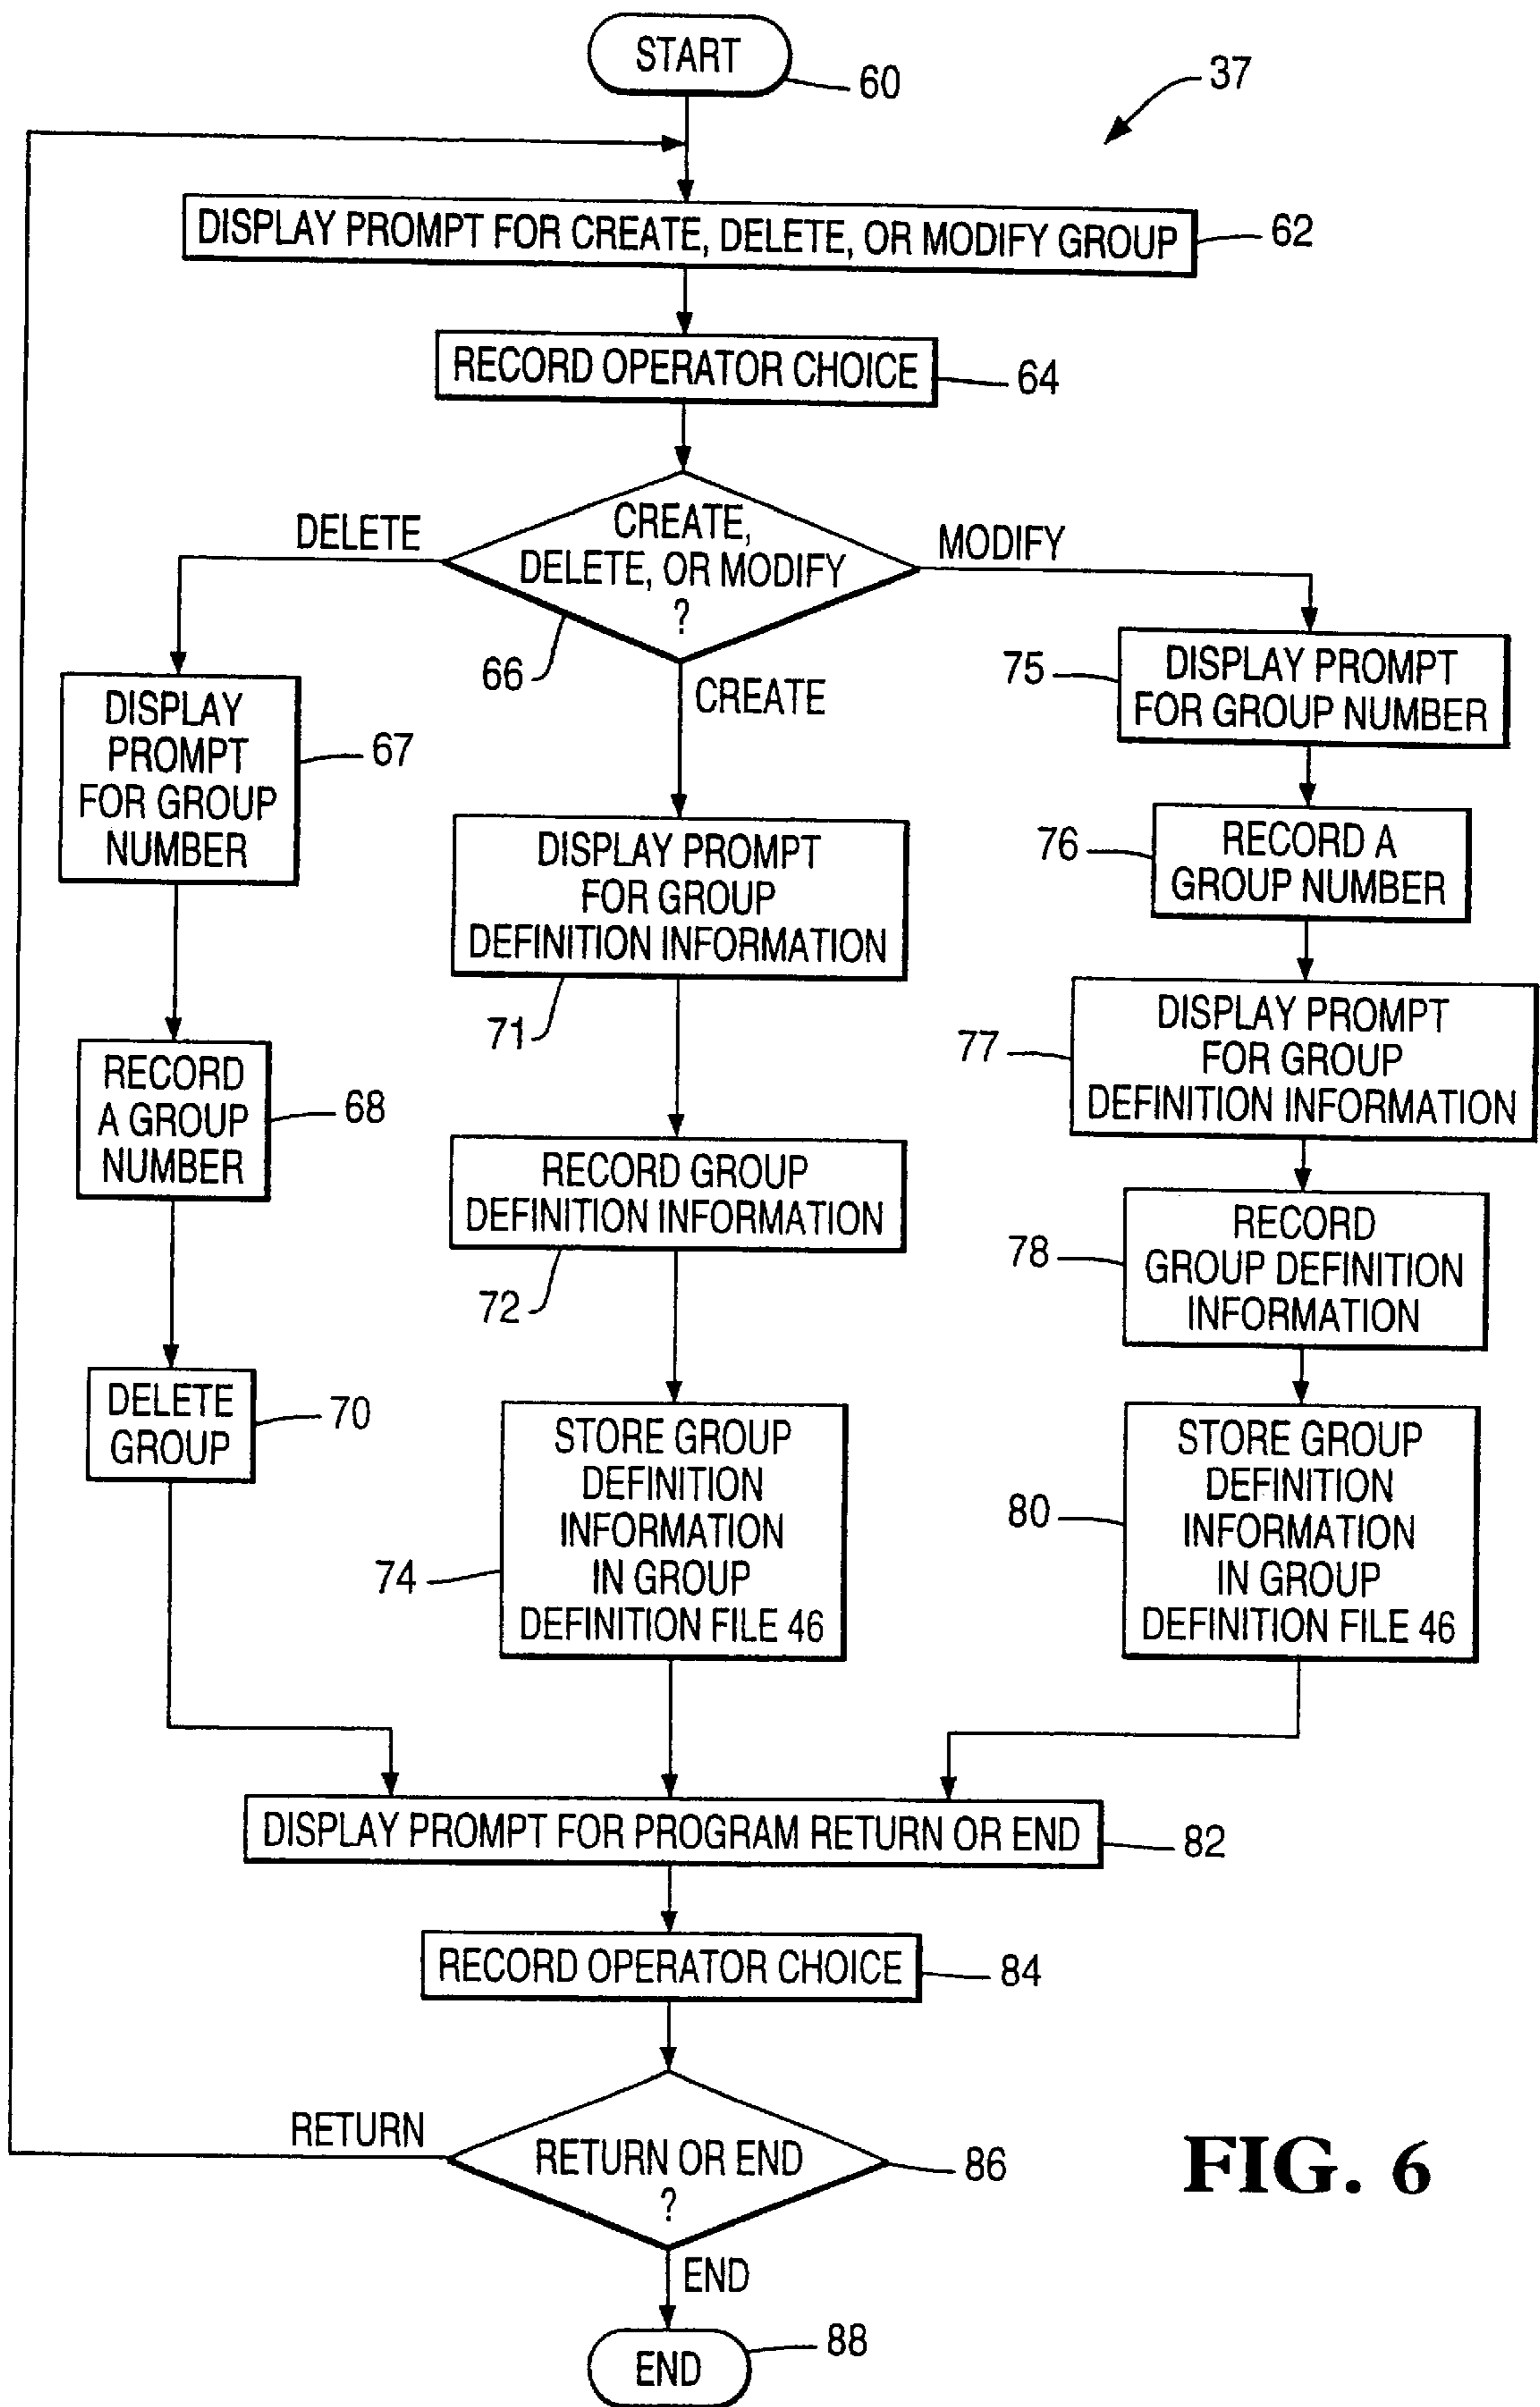 START
60
37
DISPLAY PROMPT FOR CREATE, DELETE, OR MODIFY GROUP
62
RECORD OPERATOR CHOICE
64
DELETE
CREATE,
DELETE, OR MODIFY
?
MODIFY
66
CREATE
DISPLAY
PROMPT
FOR GROUP
NUMBER
67
RECORD
A GROUP
NUMBER
68
DELETE
GROUP
70
DISPLAY PROMPT
FOR GROUP
DEFINITION INFORMATION
71
RECORD GROUP
DEFINITION INFORMATION
72
STORE GROUP
DEFINITION
INFORMATION
IN GROUP
DEFINITION FILE 46
74
75
DISPLAY PROMPT
FOR GROUP NUMBER
76
RECORD A
GROUP NUMBER
77
DISPLAY PROMPT
FOR GROUP
DEFINITION INFORMATION
78
RECORD
GROUP DEFINITION
INFORMATION
80
STORE GROUP
DEFINITION
INFORMATION
IN GROUP
DEFINITION FILE 46
DISPLAY PROMPT FOR PROGRAM RETURN OR END
82
RECORD OPERATOR CHOICE
84
RETURN
RETURN OR END
?
86
END
END
88
FIG. 6